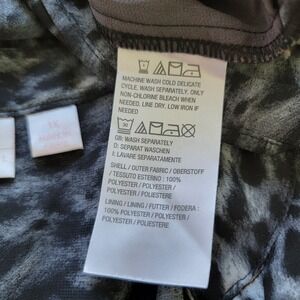 MACHINE WASH COLD DELICATE
CYCLE. WASH SEPARATELY. ONLY
NON-CHLORINE BLEACH WHEN
NEEDED. LINE DRY. LOW IRON IF
NEEDED.
GB: WASH SEPARATELY
D: SEPARAT WASCHEN
I: LAVARE SEPARATAMENTE
SHELL / OUTER FABRIC / OBERSTOFF
/ TESSUTO ESTERNO : 100%
POLYESTER / POLYESTER /
POLYESTER / POLIESTERE
LINING / LINING / FUTTER / FODERA :
100% POLYESTER / POLYESTER /
POLYESTER / POLIESTERE
1X